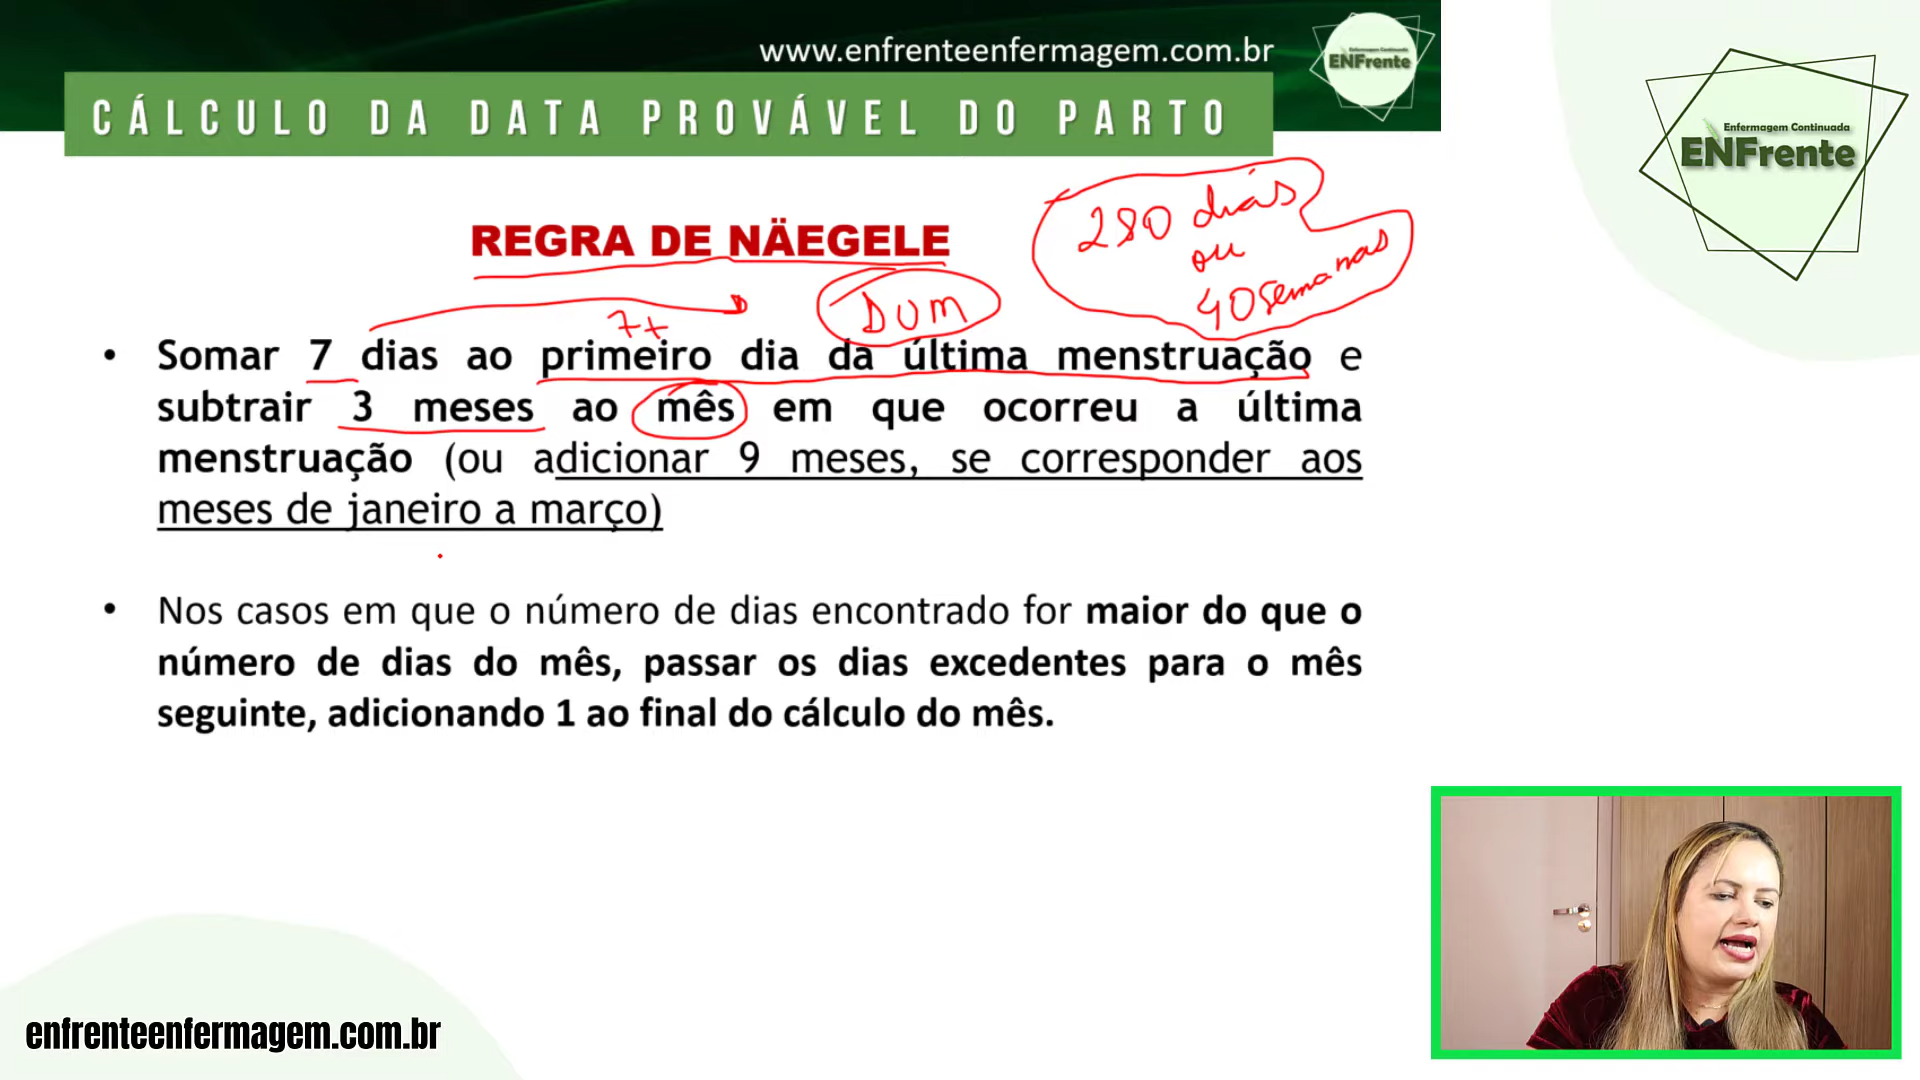 www.enfrenteenfermagem.com.br
Enfermagem Continuada
ENFrente
CÁLCULO DA DATA PROVÁVEL DO PARTO
Enfermagem Continuada
ENFrente
REGRA DE NÄEGELE
280 dias
ou
40 semanas
DUM
7+
• Somar 7 dias ao primeiro dia da última menstruação e
subtrair 3 meses ao mês em que ocorreu a última
menstruação (ou adicionar 9 meses, se corresponder aos
meses de janeiro a março)
• Nos casos em que o número de dias encontrado for maior do que o
número de dias do mês, passar os dias excedentes para o mês
seguinte, adicionando 1 ao final do cálculo do mês.
enfrenteenfermagem.com.br